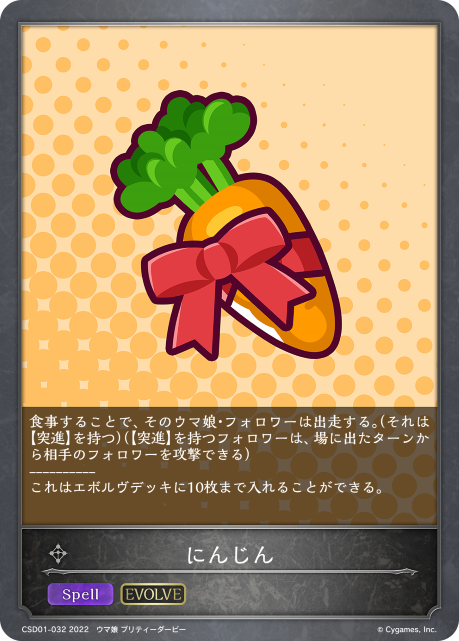 食事することで、そのウマ娘・フォロワーは出走する。(それは
【突進】を持つ)(【突進】を持つフォロワーは、場に出たターンか
ら相手のフォロワーを攻撃できる)
----------
これはエボルヴデッキに10枚まで入れることができる。
にんじん
Spell EVOLVE
CSD01-032 2022 ウマ娘 プリティーダービー © Cygames, Inc.